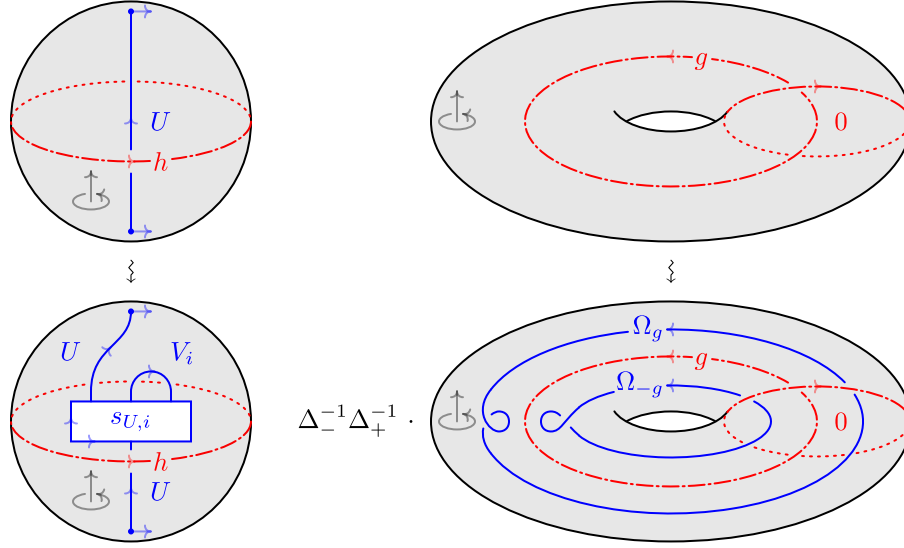 g
U
0
h
Ω_g
U V_i
g
Ω_{-g}
s_{U,i}
Δ_-^{-1} Δ_+^{-1} ·
0
h
U